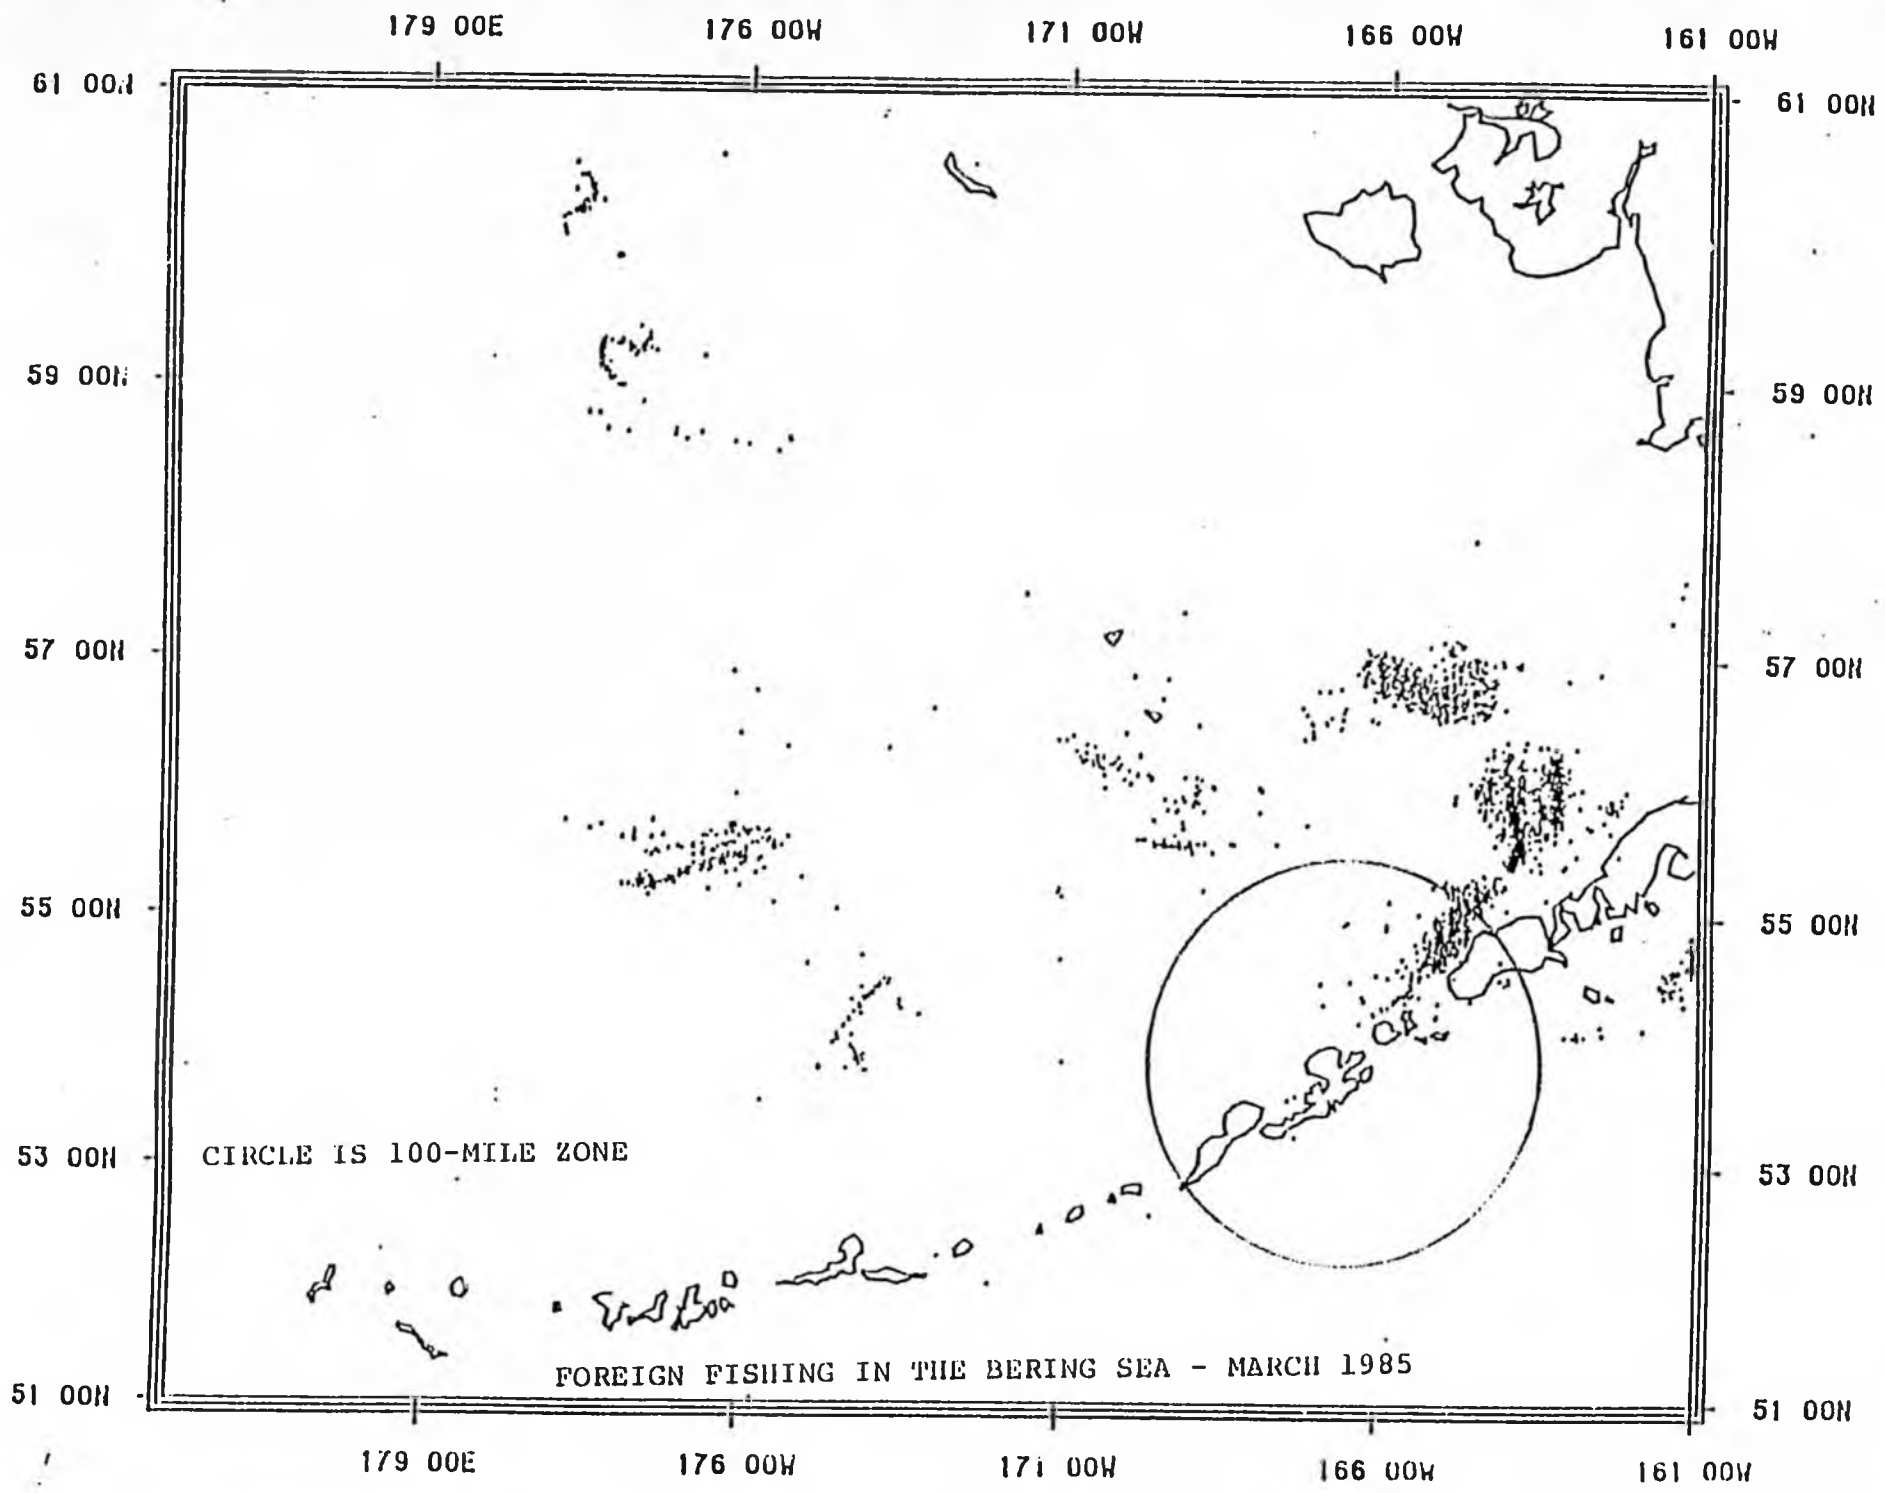 179 00E 176 00W 171 00W 166 00W 161 00W
61 00N 61 00N
59 00N 59 00N
57 00N 57 00N
55 00N 55 00N
53 00N CIRCLE IS 100-MILE ZONE 53 00N
FOREIGN FISHING IN THE BERING SEA - MARCH 1985
51 00N 51 00N
179 00E 176 00W 171 00W 166 00W 161 00W